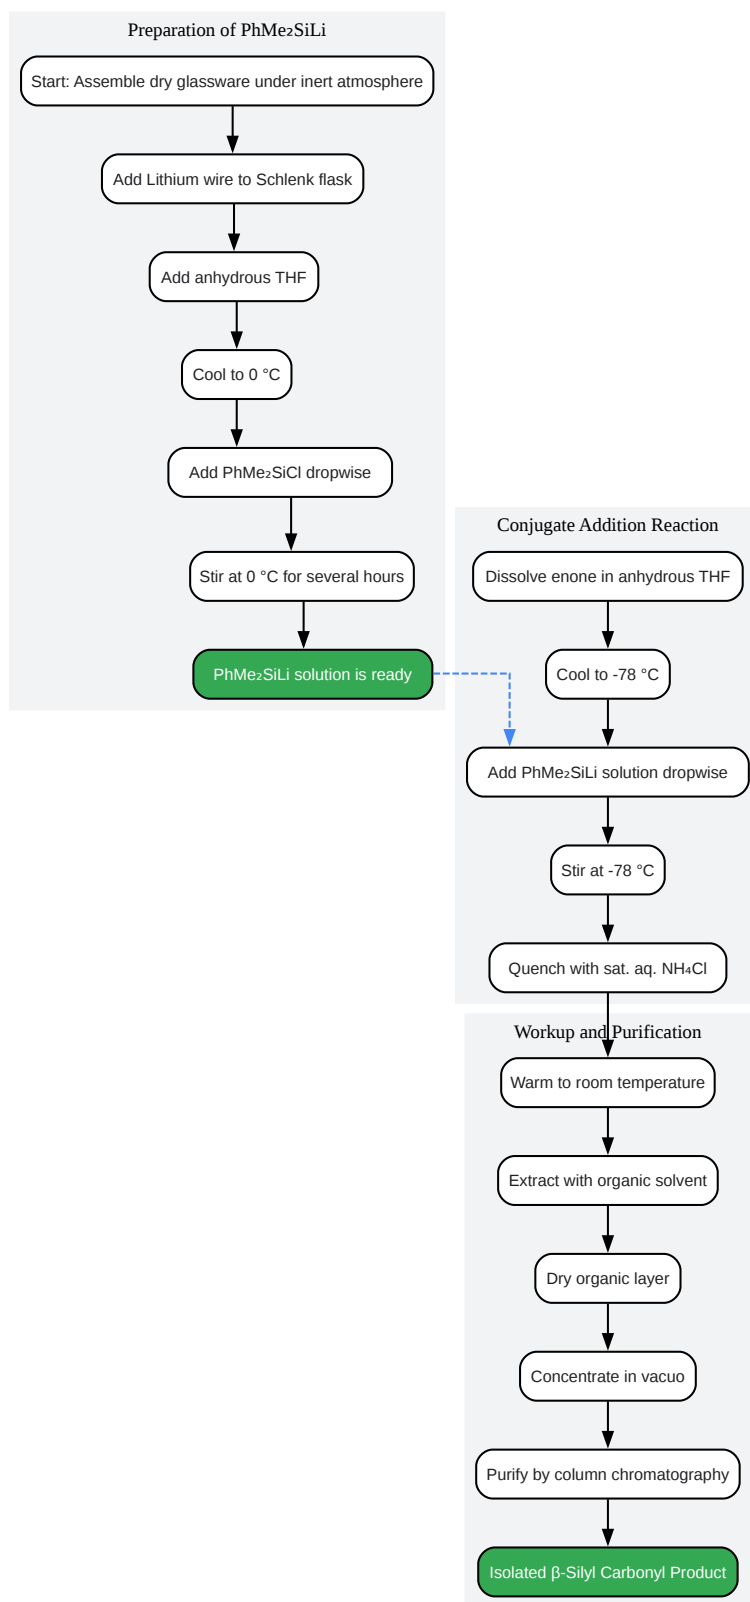 Preparation of PhMe₂SiLi
Start: Assemble dry glassware under inert atmosphere
Add Lithium wire to Schlenk flask
Add anhydrous THF
Cool to 0 °C
Add PhMe₂SiCl dropwise
Stir at 0 °C for several hours
PhMe₂SiLi solution is ready
Conjugate Addition Reaction
Dissolve enone in anhydrous THF
Cool to -78 °C
Add PhMe₂SiLi solution dropwise
Stir at -78 °C
Quench with sat. aq. NH₄Cl
Workup and Purification
Warm to room temperature
Extract with organic solvent
Dry organic layer
Concentrate in vacuo
Purify by column chromatography
Isolated β-Silyl Carbonyl Product